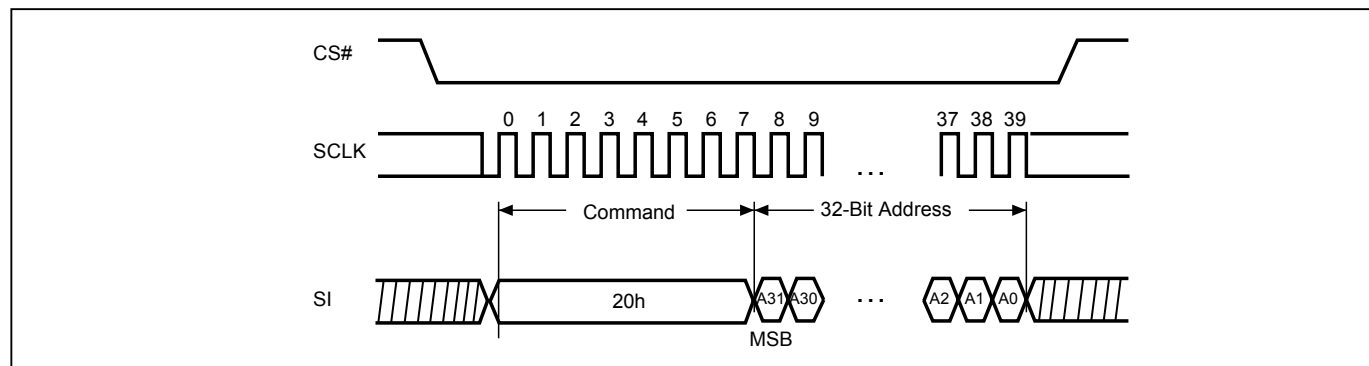 CS#
0 1 2 3 4 5 6 7 8 9 37 38 39
SCLK
...
Command 32-Bit Address
SI 20h A31 A30 ... A2 A1 A0
MSB